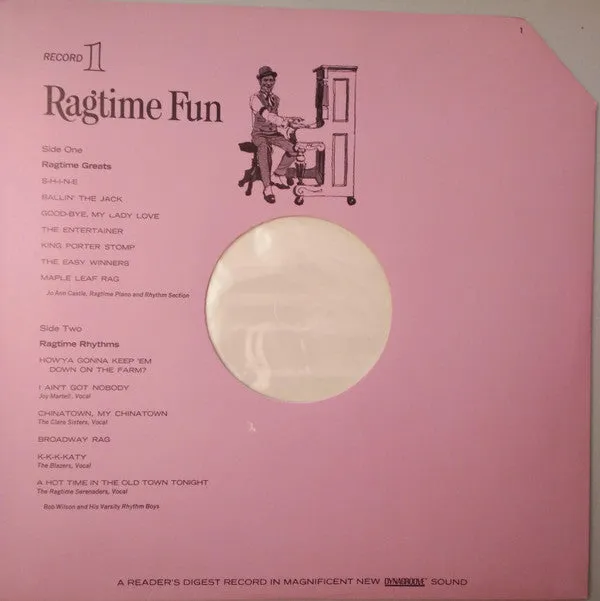 1
RECORD 1
Ragtime Fun
Side One
Ragtime Greats
S-H-I-N-E
BALLIN' THE JACK
GOOD-BYE, MY LADY LOVE
THE ENTERTAINER
KING PORTER STOMP
THE EASY WINNERS
MAPLE LEAF RAG
Jo Ann Castle, Ragtime Piano and Rhythm Section
Side Two
Ragtime Rhythms
HOW'YA GONNA KEEP 'EM
DOWN ON THE FARM?
I AIN'T GOT NOBODY
Joy Martell, Vocal
CHINATOWN, MY CHINATOWN
The Clara Sisters, Vocal
BROADWAY RAG
K-K-K-KATY
The Blazers, Vocal
A HOT TIME IN THE OLD TOWN TONIGHT
The Ragtime Serenaders, Vocal
Bob Wilson and His Varsity Rhythm Boys
A READER'S DIGEST RECORD IN MAGNIFICENT NEW DYNAGROOVE SOUND